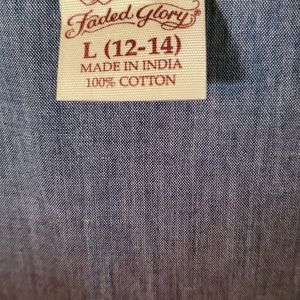 Faded Glory
L (12-14)
MADE IN INDIA
100% COTTON